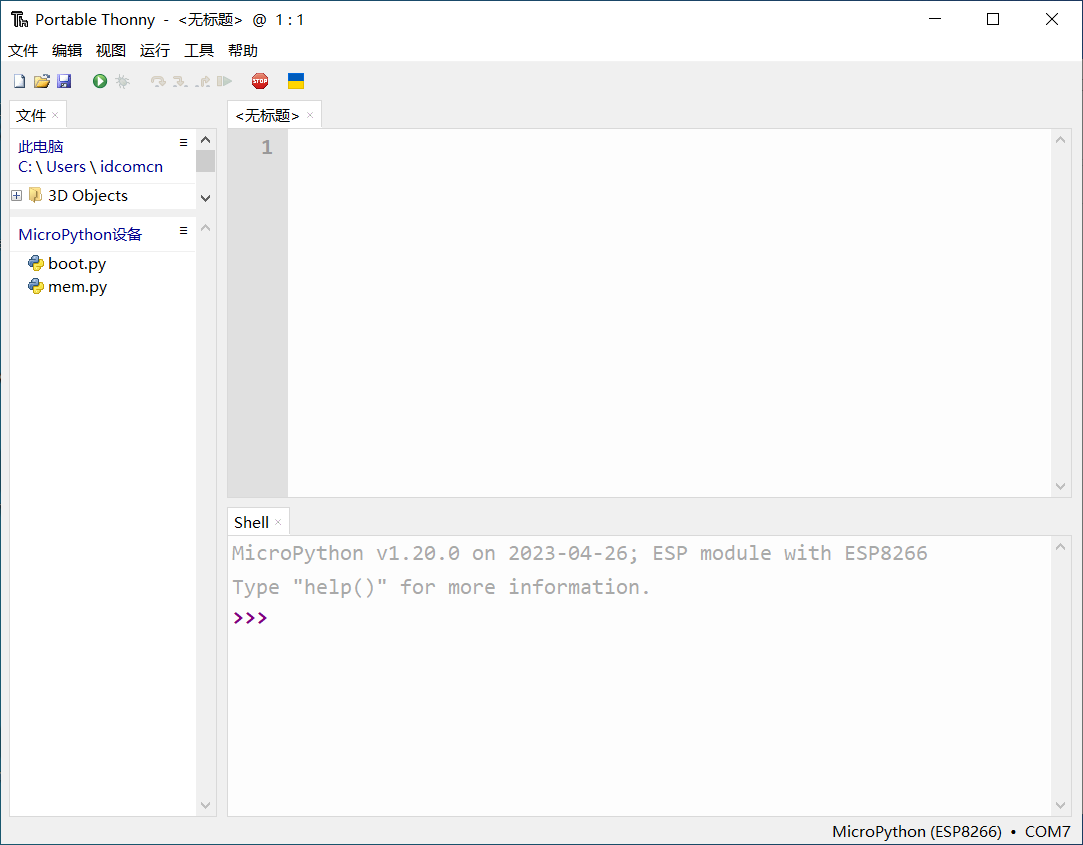 Portable Thonny - <无标题> @ 1 : 1
文件 编辑 视图 运行 工具 帮助
STOP
文件 ×
此电脑
C: \ Users \ idcomcn
3D Objects
MicroPython设备
boot.py
mem.py
<无标题> ×
1
Shell ×
MicroPython v1.20.0 on 2023-04-26; ESP module with ESP8266
Type "help()" for more information.
>>>
MicroPython (ESP8266) • COM7